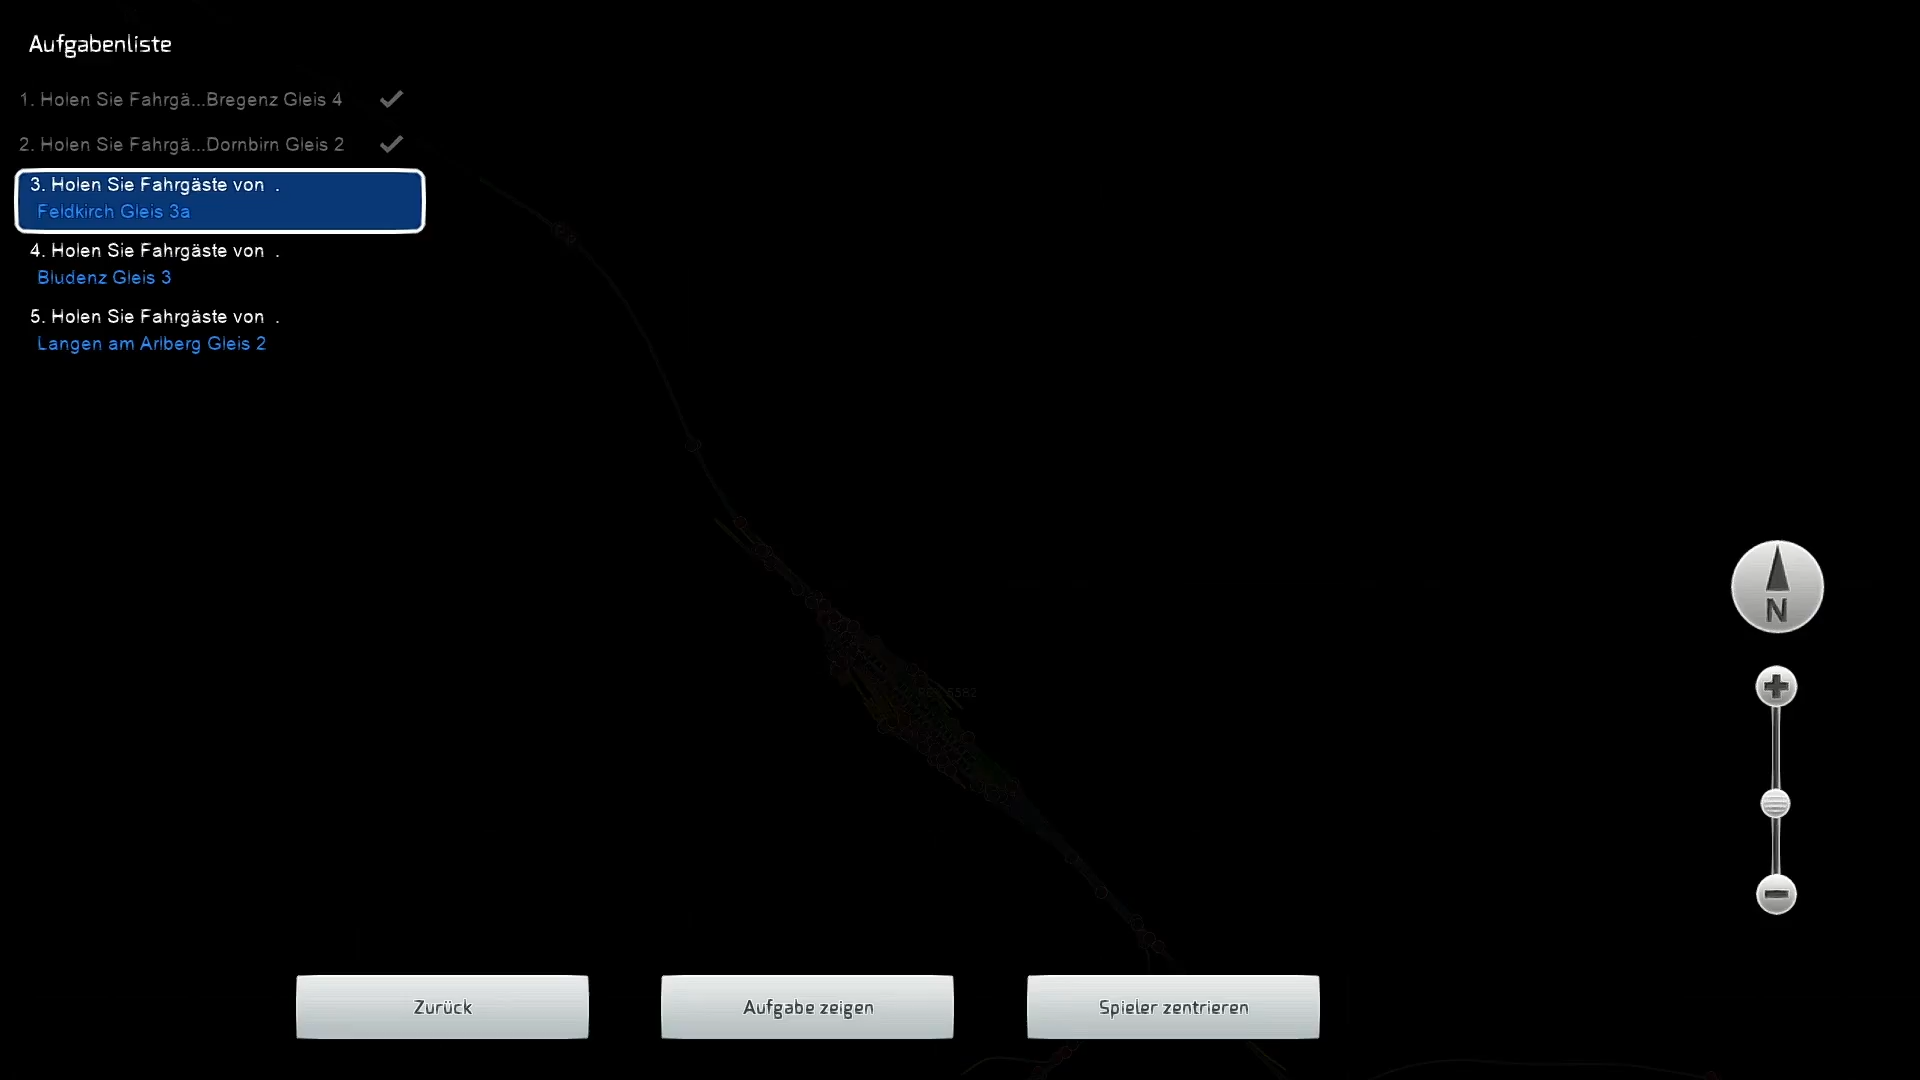 Aufgabenliste
1. Holen Sie Fahrgä...Bregenz Gleis 4
2. Holen Sie Fahrgä...Dornbirn Gleis 2
3. Holen Sie Fahrgäste von .
Feldkirch Gleis 3a
4. Holen Sie Fahrgäste von .
Bludenz Gleis 3
5. Holen Sie Fahrgäste von .
Langen am Arlberg Gleis 2
N
Zurück
Aufgabe zeigen
Spieler zentrieren